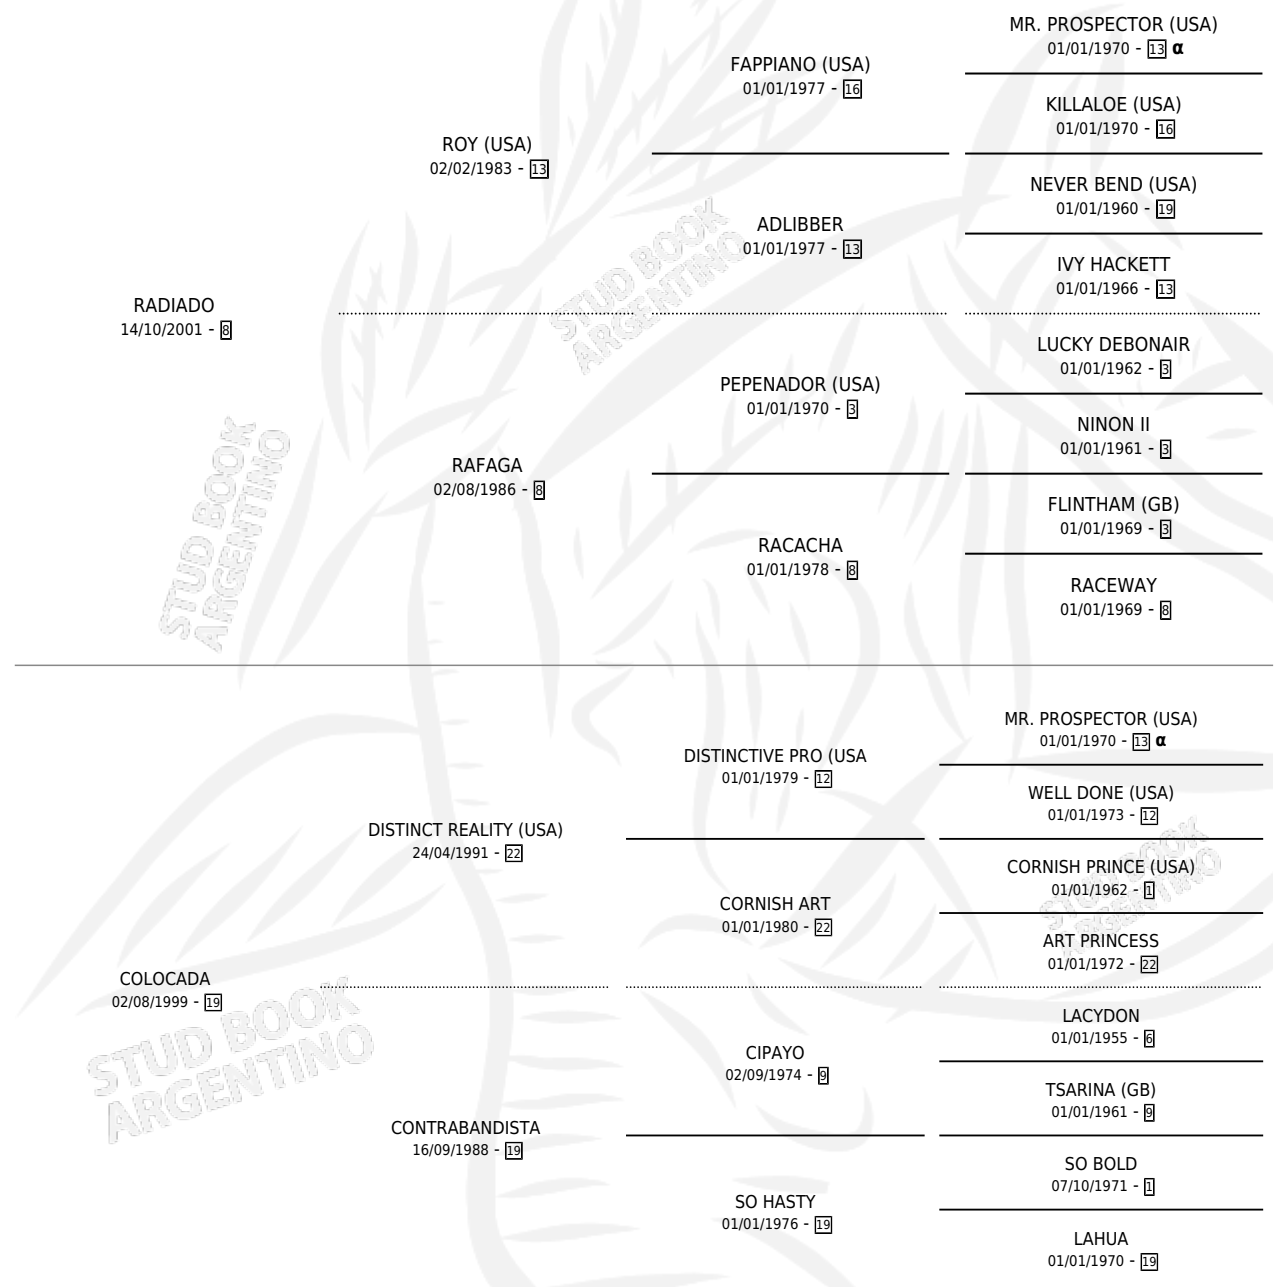 MR. PROSPECTOR (USA)
01/01/1970 - 13 α
FAPPIANO (USA)
01/01/1977 - 16
KILLALOE (USA)
01/01/1970 - 16
ROY (USA)
02/02/1983 - 13
NEVER BEND (USA)
01/01/1960 - 19
ADLIBBER
01/01/1977 - 13
IVY HACKETT
01/01/1966 - 13
RADIADO
14/10/2001 - 8
LUCKY DEBONAIR
01/01/1962 - 3
PEPENADOR (USA)
01/01/1970 - 3
NINON II
01/01/1961 - 3
RAFAGA
02/08/1986 - 8
FLINTHAM (GB)
01/01/1969 - 3
RACACHA
01/01/1978 - 8
RACEWAY
01/01/1969 - 8
STUD BOOK
ARGENTINO
STUD BOOK
ARGENTINO
MR. PROSPECTOR (USA)
01/01/1970 - 13 α
DISTINCTIVE PRO (USA
01/01/1979 - 12
WELL DONE (USA)
01/01/1973 - 12
DISTINCT REALITY (USA)
24/04/1991 - 22
CORNISH PRINCE (USA)
01/01/1962 - 1
CORNISH ART
01/01/1980 - 22
ART PRINCESS
01/01/1972 - 22
COLOCADA
02/08/1999 - 19
LACYDON
01/01/1955 - 6
CIPAYO
02/09/1974 - 9
TSARINA (GB)
01/01/1961 - 9
CONTRABANDISTA
16/09/1988 - 19
SO BOLD
07/10/1971 - 1
SO HASTY
01/01/1976 - 19
LAHUA
01/01/1970 - 19
STUD BOOK
ARGENTINO
STUD BOOK
ARGENTINO